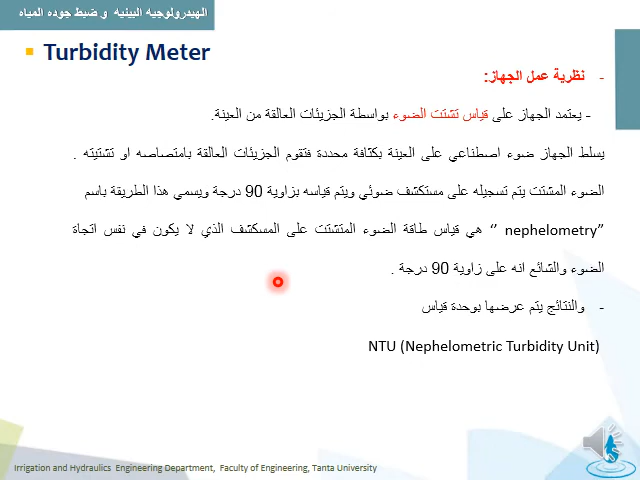 الهيدرولوجيه البيئيه و ضبط جوده المياه
Turbidity Meter
- نظرية عمل الجهاز:
- يعتمد الجهاز على قياس تشتت الضوء بواسطة الجزيئات العالقة من العينة.
يسلط الجهاز ضوء اصطناعي على العينة بكثافة محددة فتقوم الجزيئات العالقة بامتصاصه او تشتيته .
الضوء المشتت يتم تسجيله على مستكشف ضوئي ويتم قياسه بزاوية 90 درجة ويسمي هذا الطريقة باسم
”nephelometry ‘’ هي قياس طاقة الضوء المتشتت على المسكشف الذي لا يكون في نفس اتجاة
الضوء والشائع انه على زاوية 90 درجة .
- والنتائج يتم عرضها بوحدة قياس
NTU (Nephelometric Turbidity Unit)
Irrigation and Hydraulics Engineering Department, Faculty of Engineering, Tanta University